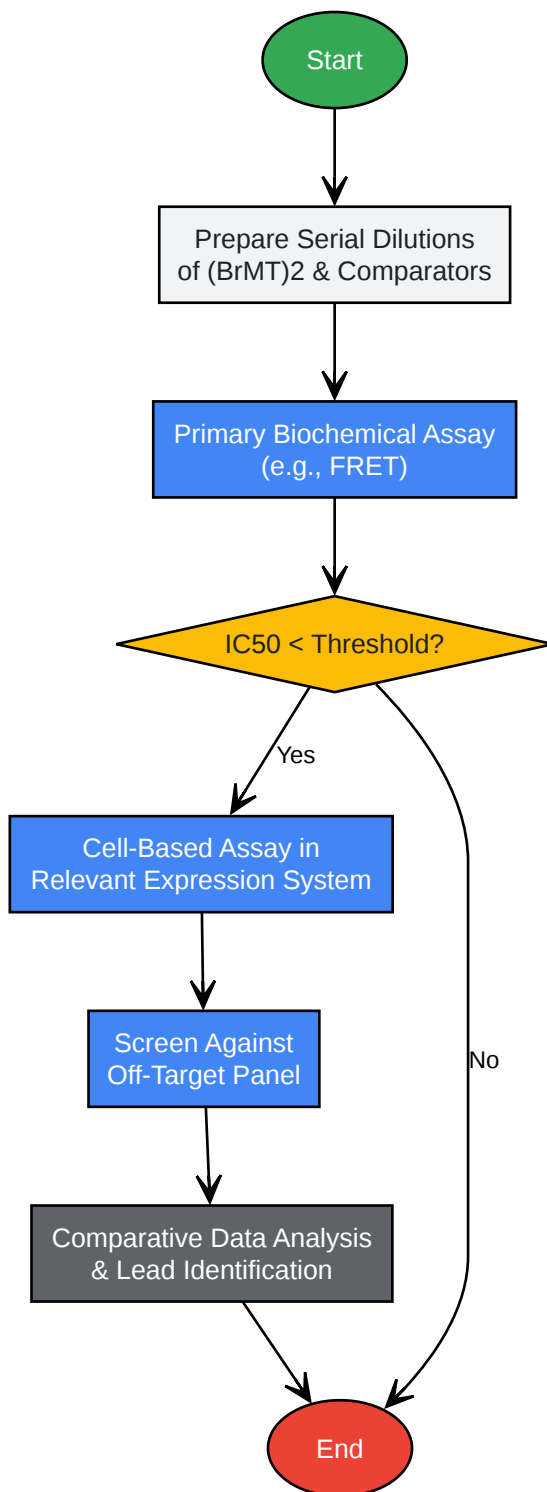 Start
Prepare Serial Dilutions
of (BrMT)2 & Comparators
Primary Biochemical Assay
(e.g., FRET)
IC50 < Threshold?
Yes
Cell-Based Assay in
Relevant Expression System
Screen Against
Off-Target Panel
No
Comparative Data Analysis
& Lead Identification
End